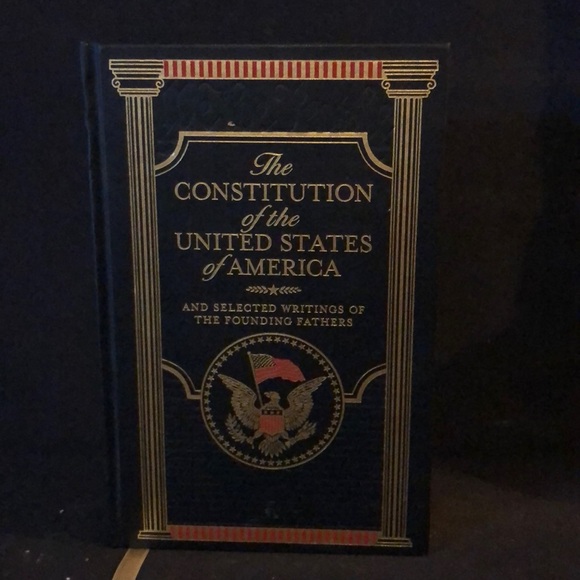 The
CONSTITUTION
of the
UNITED STATES
of AMERICA
AND SELECTED WRITINGS OF
THE FOUNDING FATHERS